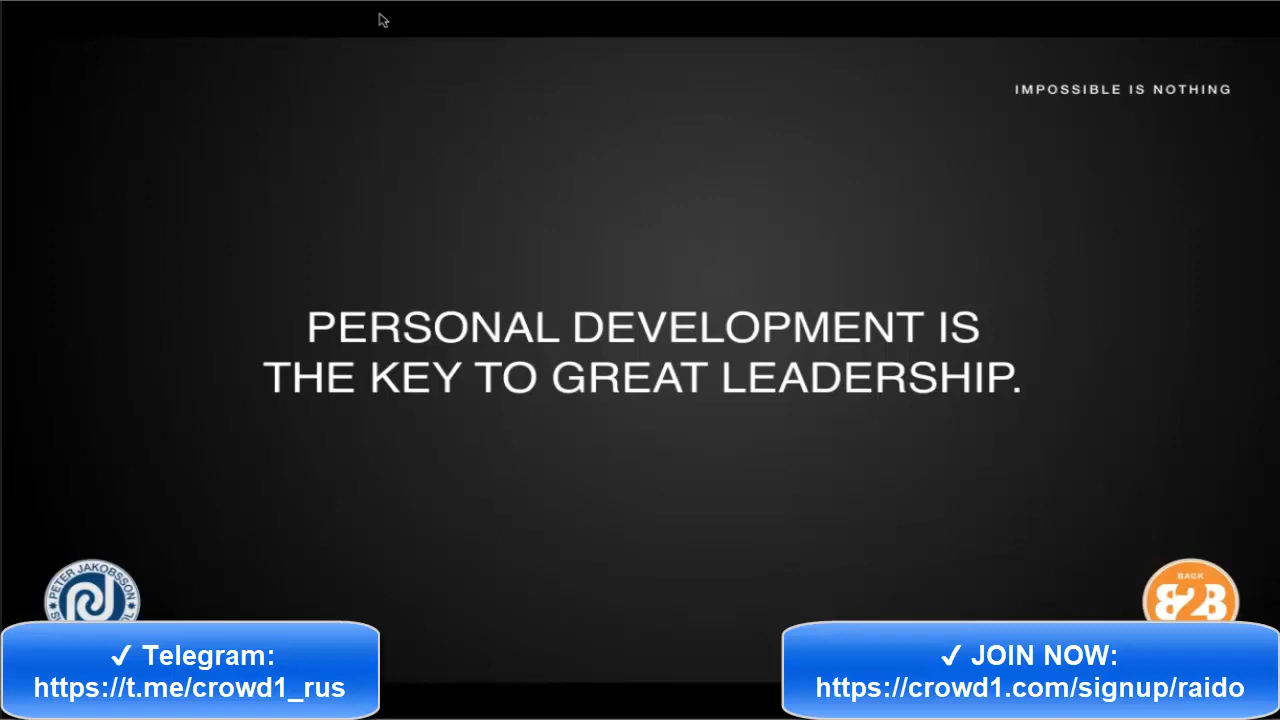 IMPOSSIBLE IS NOTHING
PERSONAL DEVELOPMENT IS
THE KEY TO GREAT LEADERSHIP.
PETER JAKOBSSON
BACK
B2B
✓ Telegram:
https://t.me/crowd1_rus
✓ JOIN NOW:
https://crowd1.com/signup/raido